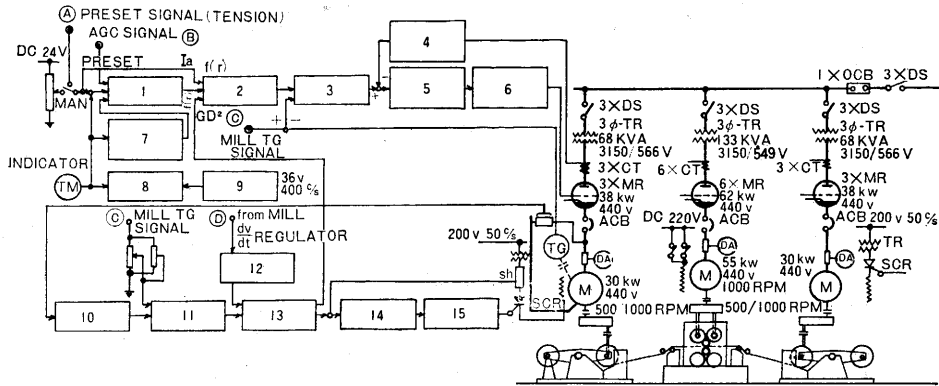 Ⓐ PRESET SIGNAL (TENSION)
AGC SIGNAL Ⓑ
DC 24V
PRESET
Ia
f(r)
MAN
1
2
3
4
5
6
GD² Ⓒ
MILL TG
SIGNAL
7
INDICATOR
TM
8
9
36v
400 c/s
Ⓒ MILL TG
SIGNAL
Ⓓ from MILL
dv
dt
REGULATOR
12
10
11
13
14
15
200v 50 c/s
sh
SCR
TG
1×OCB
3×DS
3×DS
3φ-TR
68 KVA
3150/566 V
3×CT
3×MR
38 kw
440 v
ACB
DA
M
30 kw
440 v
500/1000 RPM
3×DS
3φ-TR
133 KVA
3150/549 V
6×CT
6×MR
62 kw
440 v
ACB
DC 220V
DA
M
55 kw
440 v
1000 RPM
3×DS
3φ-TR
68 KVA
3150/566 V
3×CT
3×MR
38 kw
440 v
ACB
200 v 50 c/s
TR
SCR
DA
M
30 kw
440 v
500/1000 RPM